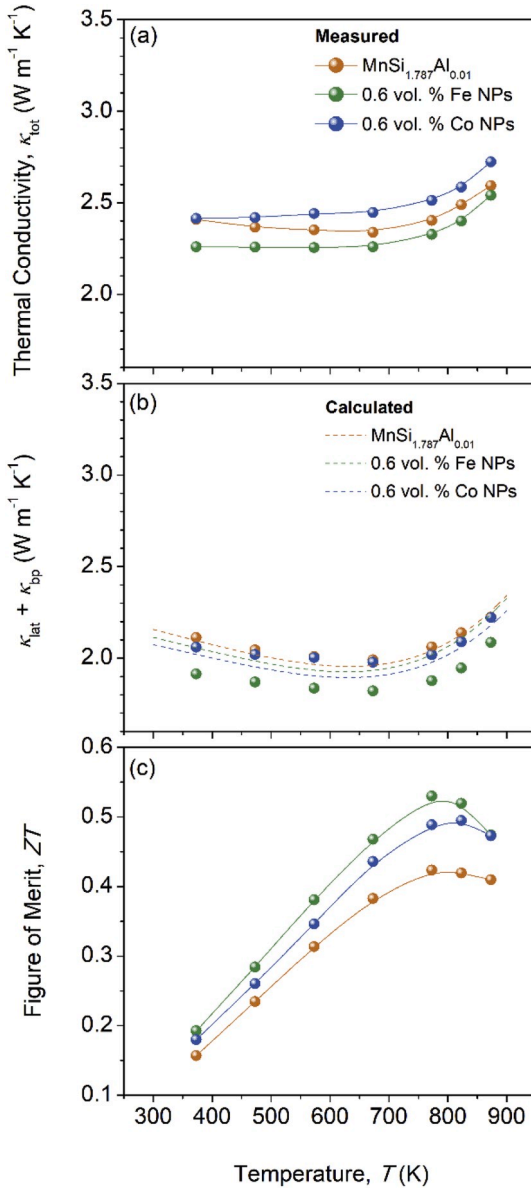 (a)
Measured
MnSi1.787Al0.01
0.6 vol. % Fe NPs
0.6 vol. % Co NPs
Thermal Conductivity, κtot (W m-1 K-1)
3.5
3.0
2.5
2.0
(b)
Calculated
MnSi1.787Al0.01
0.6 vol. % Fe NPs
0.6 vol. % Co NPs
κlat + κbp (W m-1 K-1)
3.5
3.0
2.5
2.0
(c)
Figure of Merit, ZT
0.6
0.5
0.4
0.3
0.2
0.1
300 400 500 600 700 800 900
Temperature, T (K)